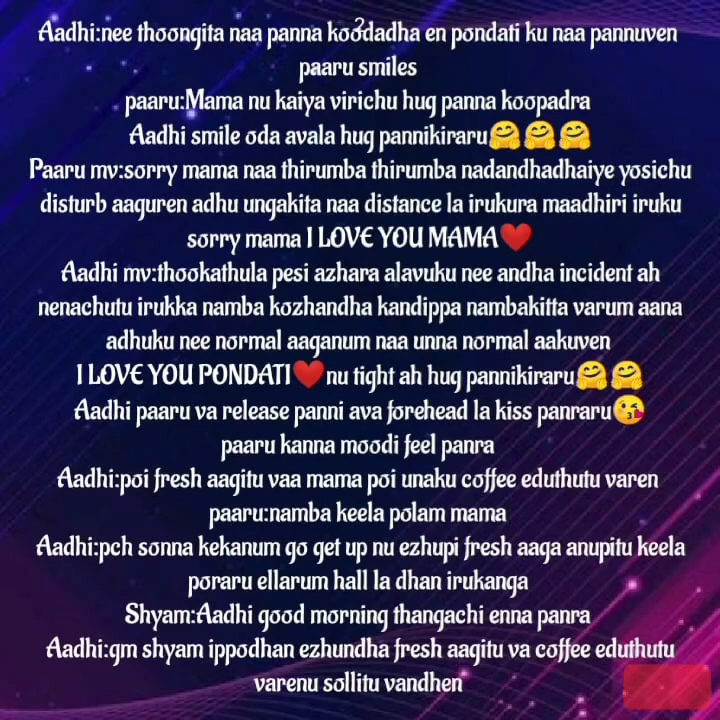 2
Aadhi:nee thoongita naa panna koodadha en pondati ku naa pannuven
paaru smiles
paaru:Mama nu kaiya virichu hug panna koopadra
Aadhi smile oda avala hug pannikiraru🤗🤗🤗
Paaru mv:sorry mama naa thirumba thirumba nadandhadhaiye yosichu
disturb aaguren adhu ungakita naa distance la irukura maadhiri iruku
sorry mama I LOVE YOU MAMA❤️
Aadhi mv:thookathula pesi azhara alavuku nee andha incident ah
nenachutu irukka namba kozhandha kandippa nambakitta varum aana
adhuku nee normal aaganum naa unna normal aakuven
I LOVE YOU PONDATI❤️nu tight ah hug pannikiraru🤗🤗
Aadhi paaru va release panni ava forehead la kiss panraru😘
paaru kanna moodi feel panra
Aadhi:poi fresh aagitu vaa mama poi unaku coffee eduthutu varen
paaru:namba keela polam mama
Aadhi:pch sonna kekanum go get up nu ezhupi fresh aaga anupitu keela
poraru ellarum hall la dhan irukanga
Shyam:Aadhi good morning thangachi enna panra
Aadhi:gm shyam ippodhan ezhundha fresh aagitu va coffee eduthutu
varenu sollitu vandhen